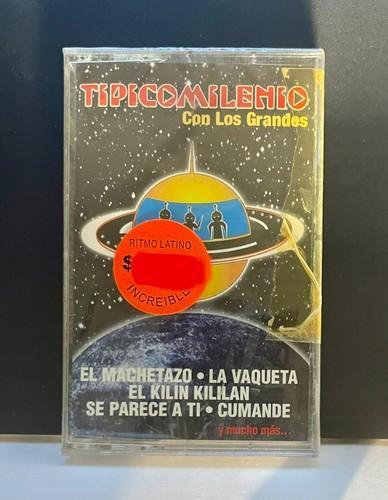 TIPICOMILENIO
Con Los Grandes
RITMO LATINO
$
INCREIBLE
EL MACHETAZO • LA VAQUETA
EL KILIN KILILAN
SE PARECE A TI • CUMANDE
y mucho más...